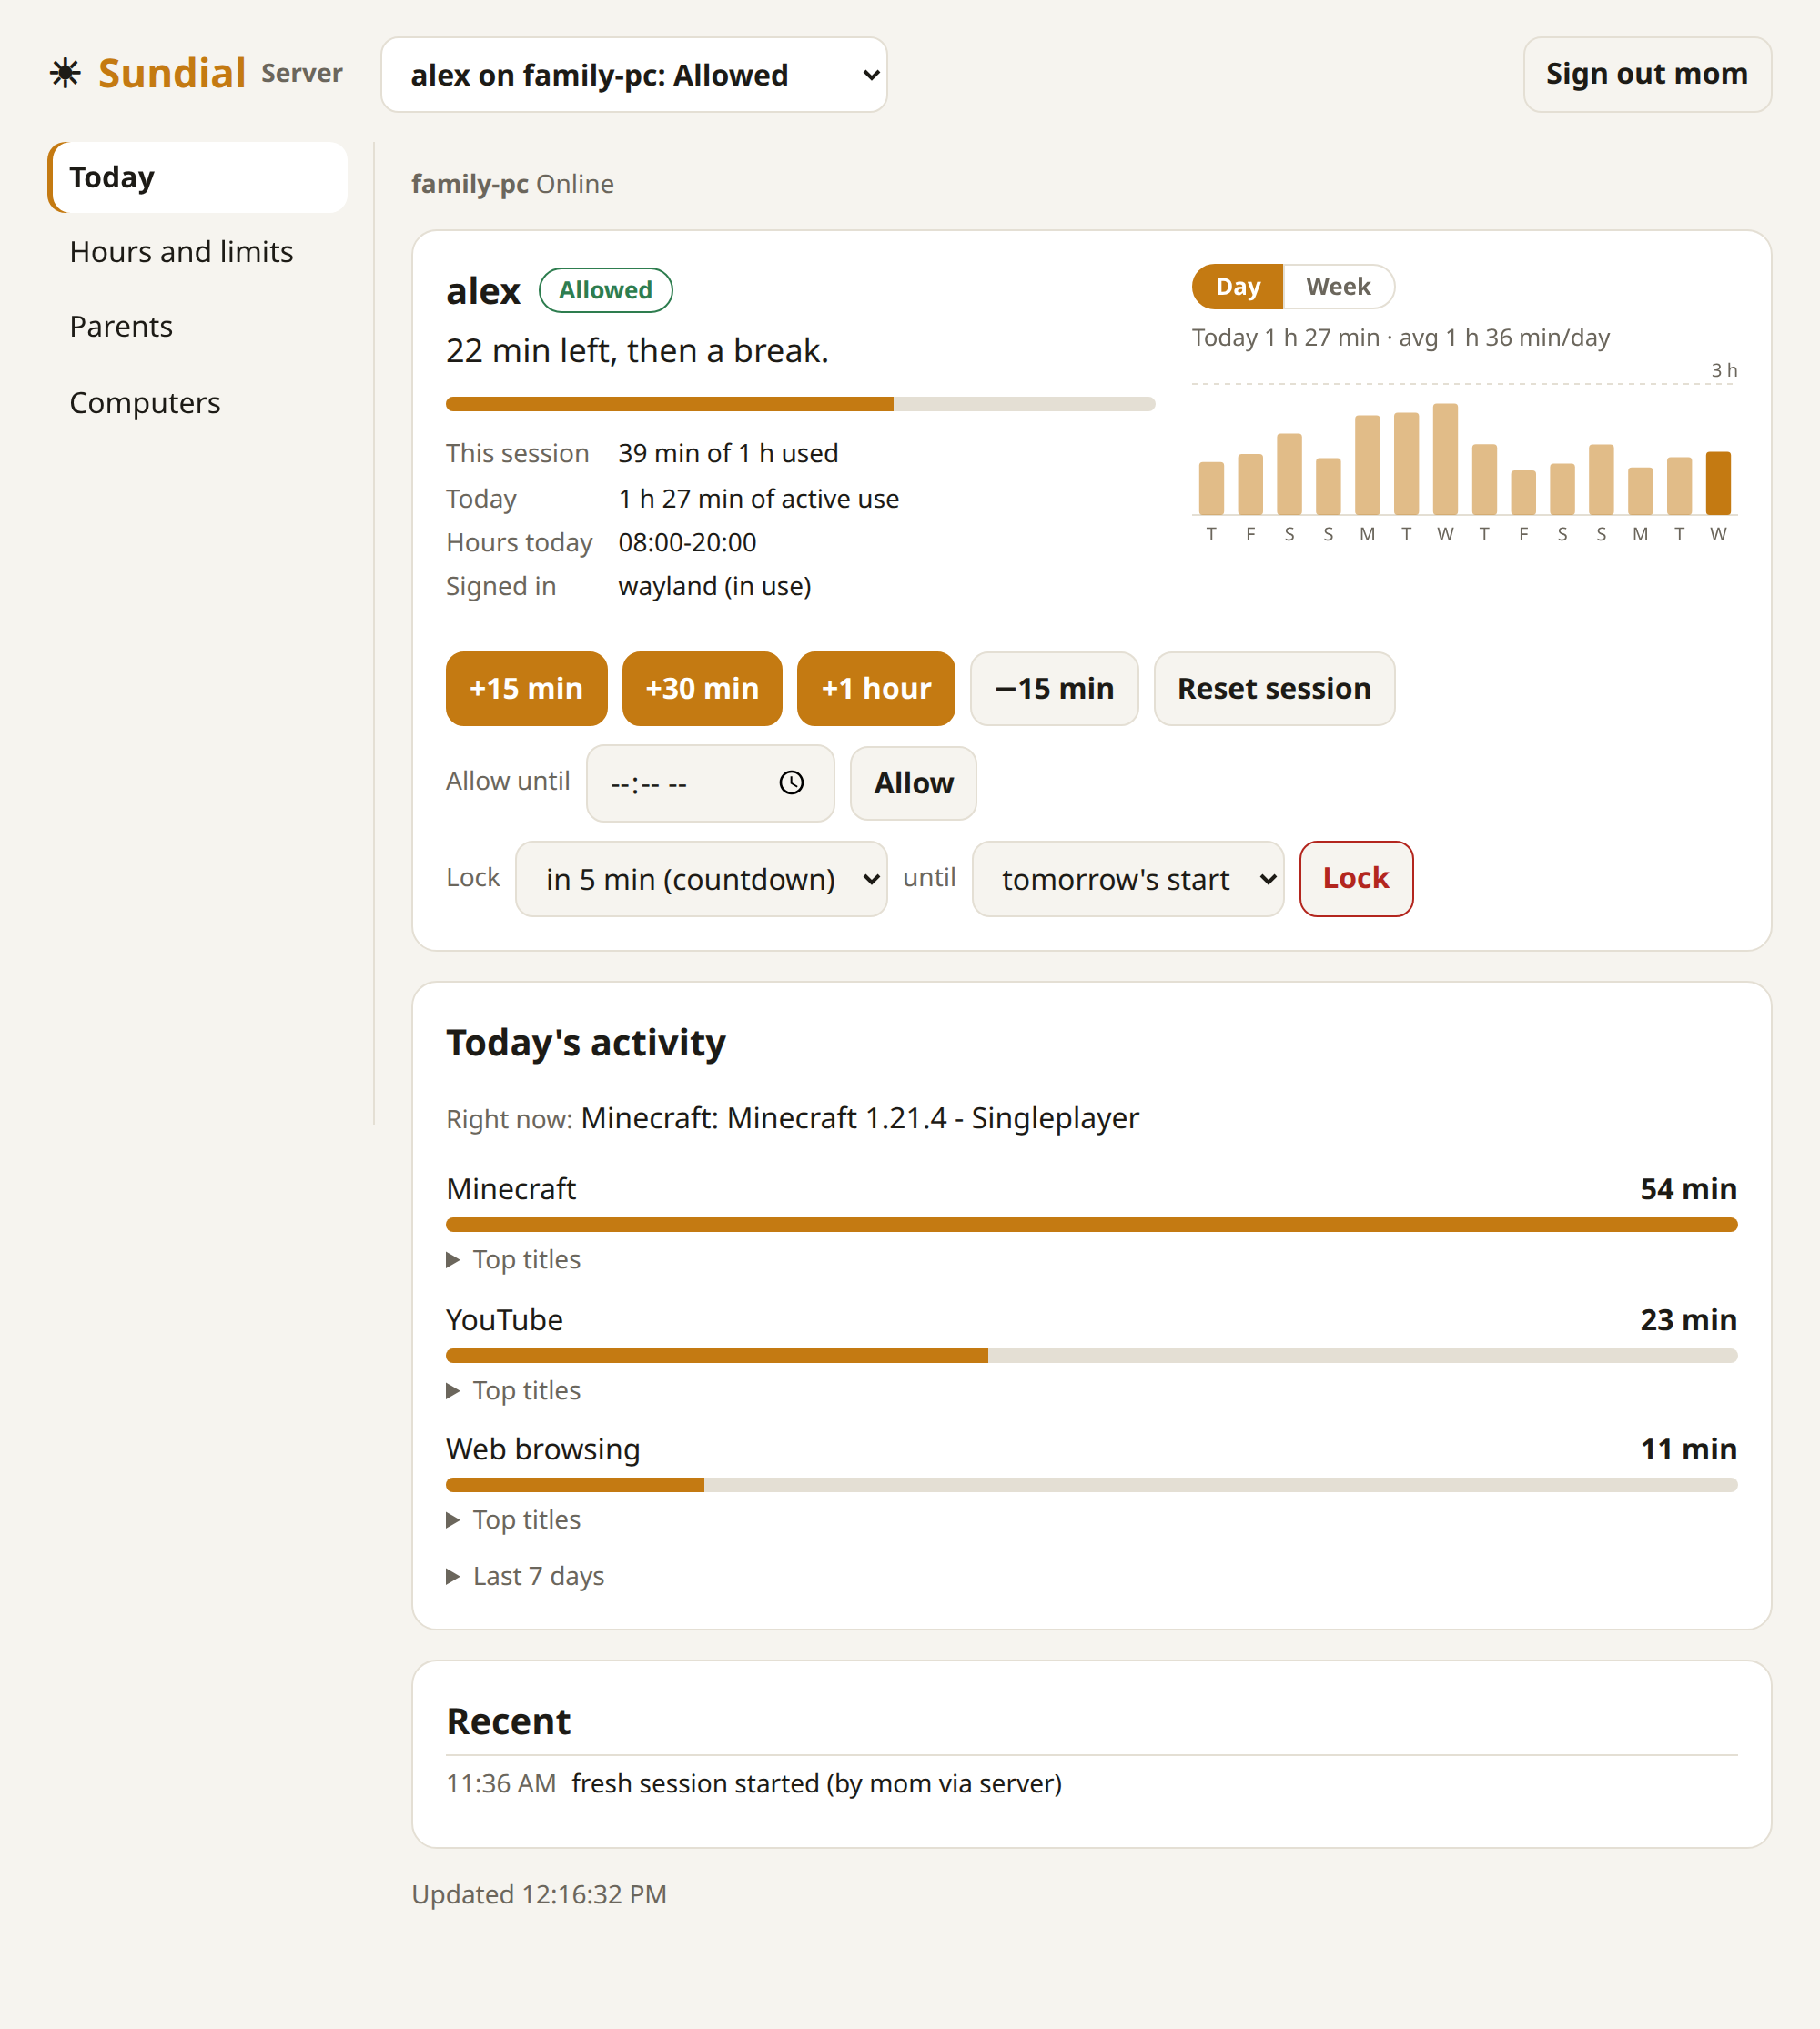 ☀ Sundial Server
alex on family-pc: Allowed
Sign out mom
Today
Hours and limits
Parents
Computers
family-pc Online
alex Allowed
22 min left, then a break.
This session 39 min of 1 h used
Today 1 h 27 min of active use
Hours today 08:00-20:00
Signed in wayland (in use)
Day Week
Today 1 h 27 min · avg 1 h 36 min/day
3 h
T F S S M T W T F S S M T W
+15 min +30 min +1 hour −15 min Reset session
Allow until --:-- -- Allow
Lock in 5 min (countdown) until tomorrow's start Lock
Today's activity
Right now: Minecraft: Minecraft 1.21.4 - Singleplayer
Minecraft 54 min
Top titles
YouTube 23 min
Top titles
Web browsing 11 min
Top titles
Last 7 days
Recent
11:36 AM fresh session started (by mom via server)
Updated 12:16:32 PM